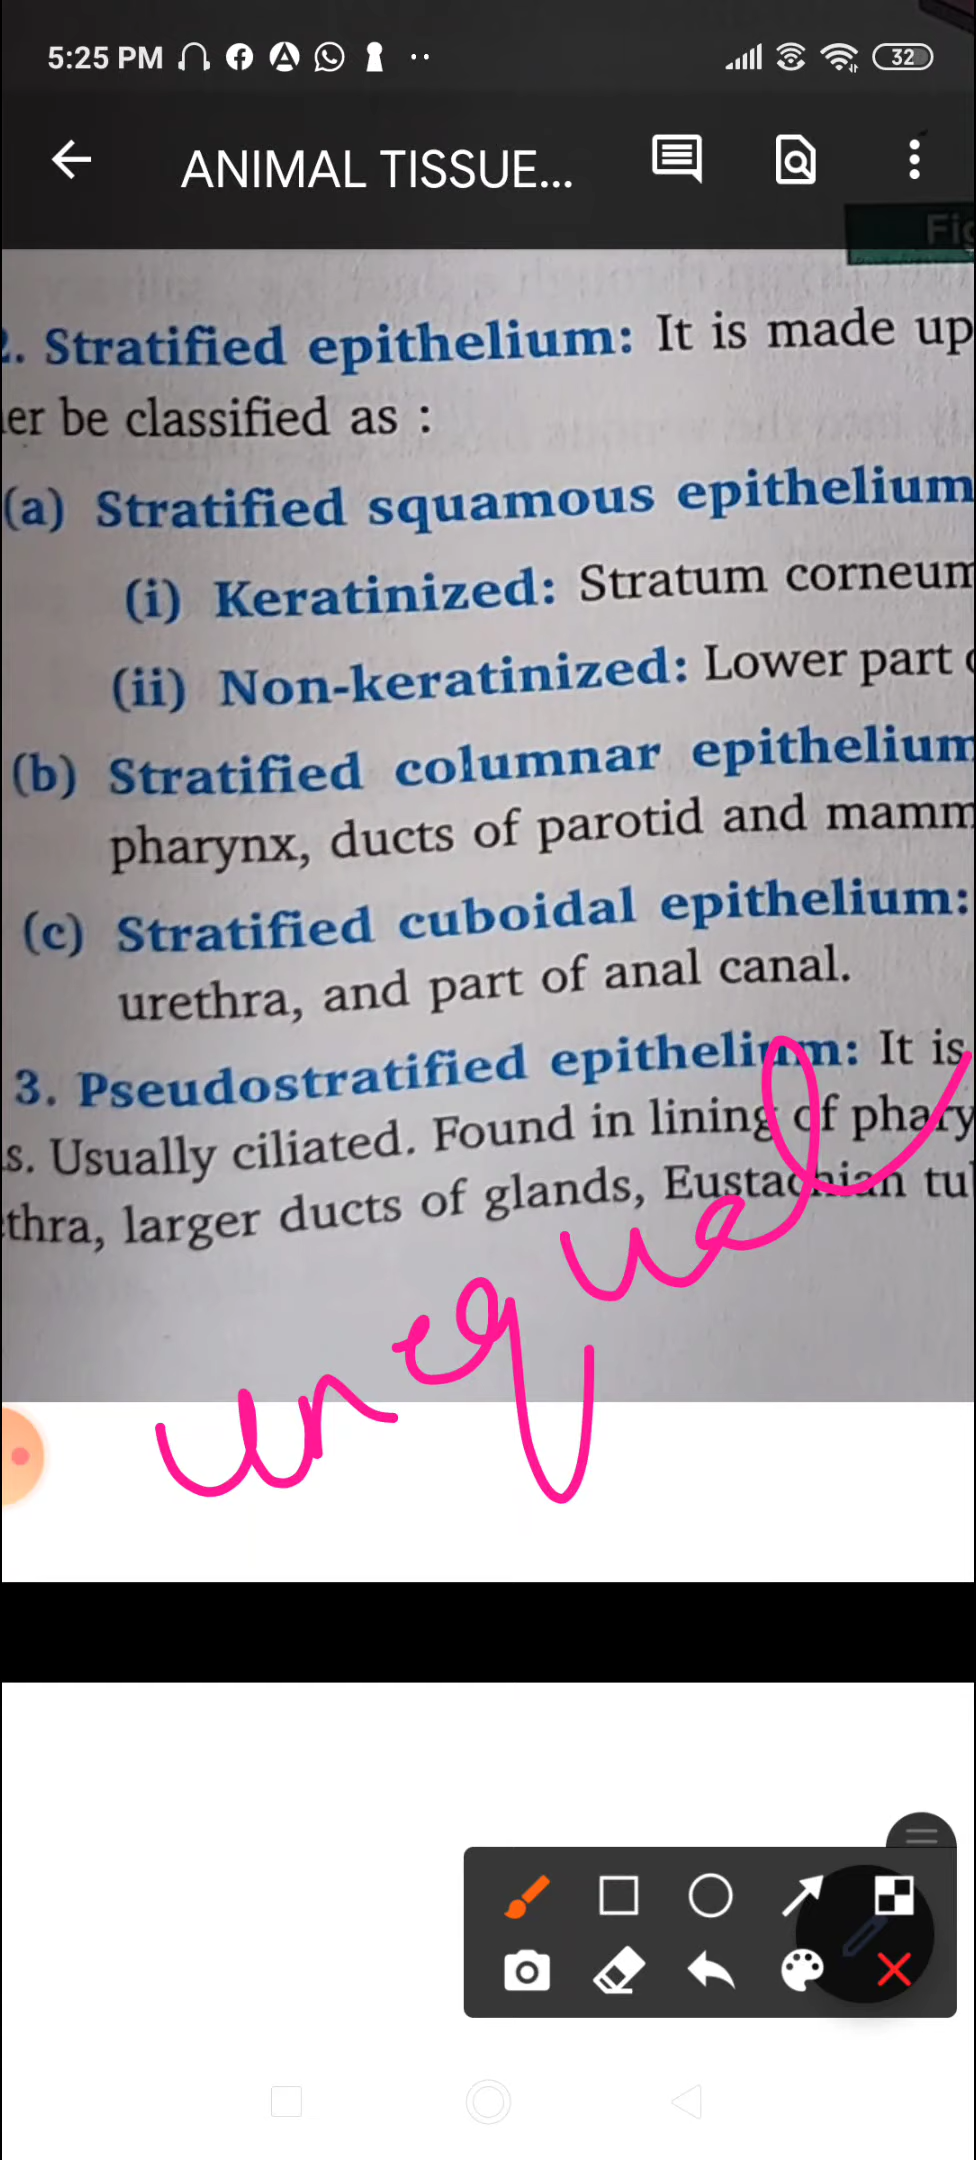 5:25 PM
32
ANIMAL TISSUE...
Fig
2. Stratified epithelium: It is made up
er be classified as :
(a) Stratified squamous epithelium
(i) Keratinized: Stratum corneum
(ii) Non-keratinized: Lower part
(b) Stratified columnar epithelium
pharynx, ducts of parotid and mamm
(c) Stratified cuboidal epithelium:
urethra, and part of anal canal.
3. Pseudostratified epithelium: It is
s. Usually ciliated. Found in lining of phary
thra, larger ducts of glands, Eustachian tu
unequal